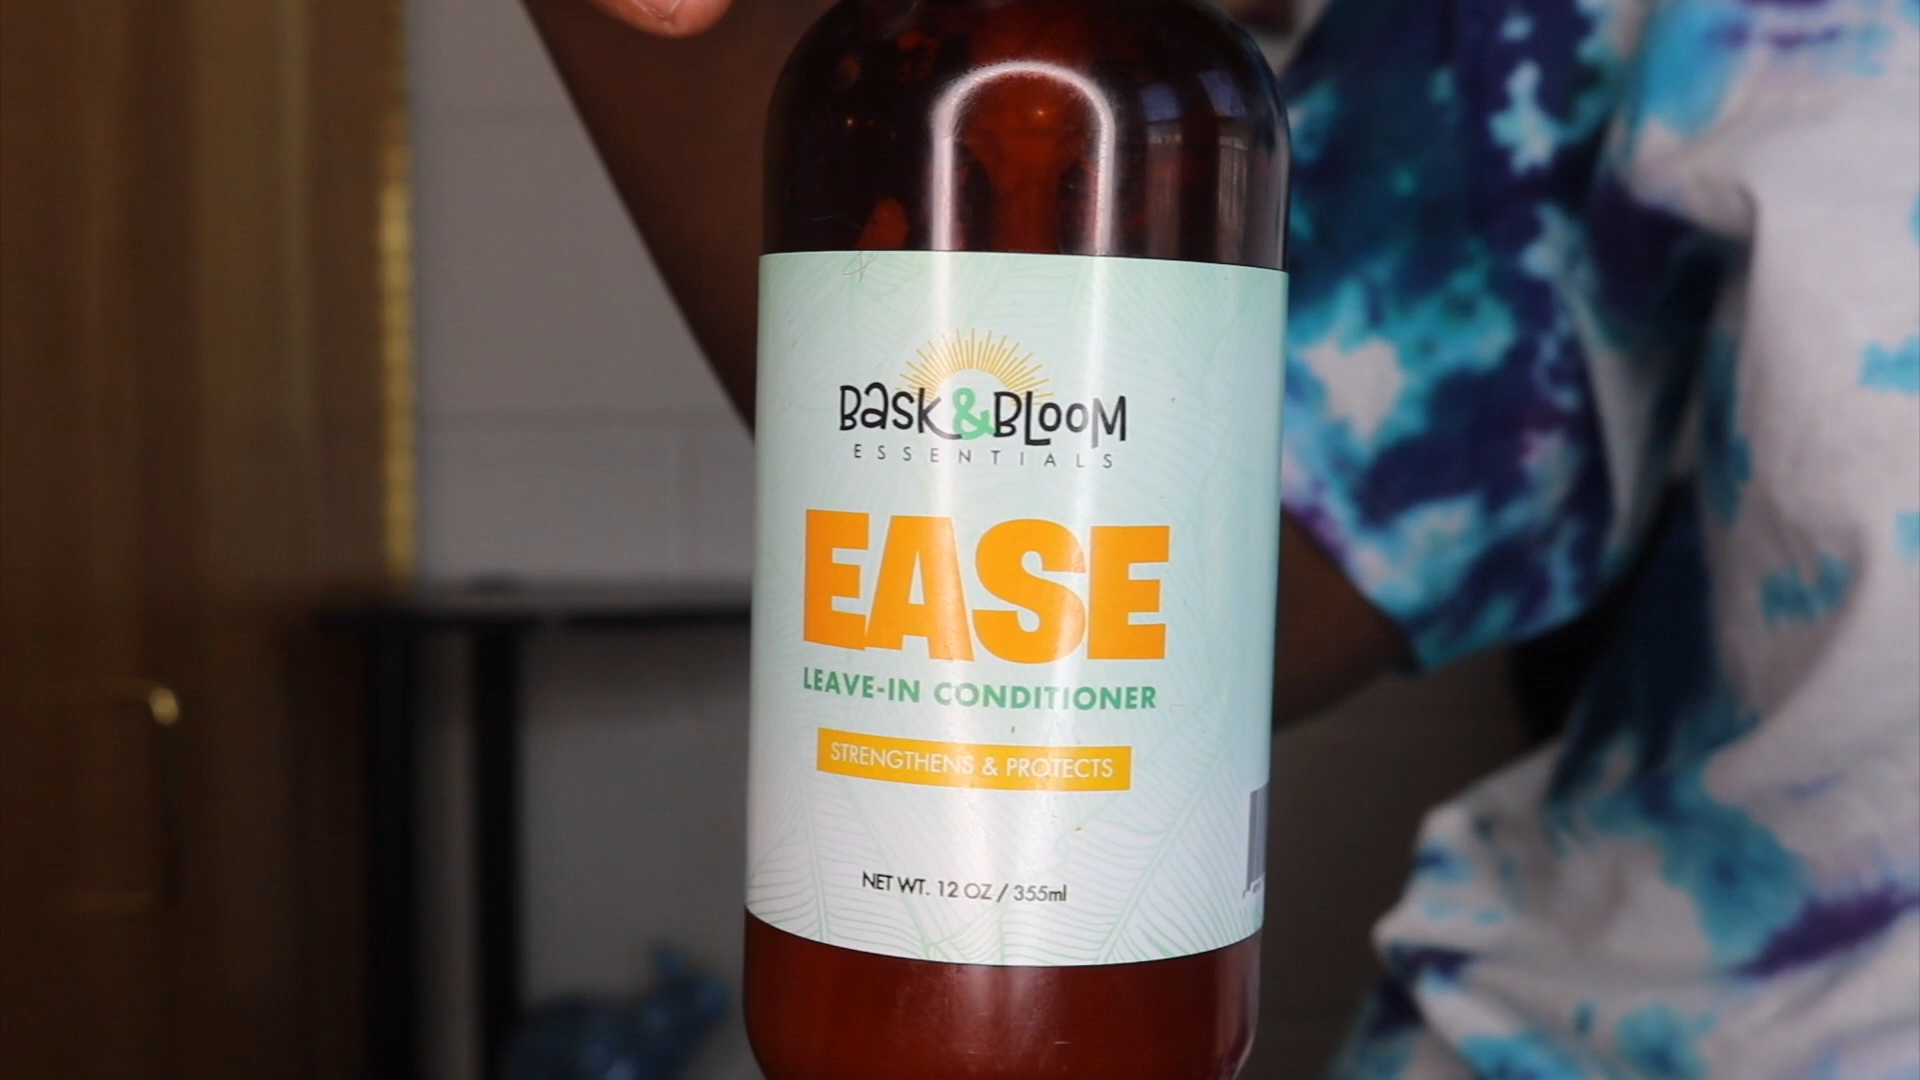 Bask & Bloom
ESSENTIALS
EASE
LEAVE-IN CONDITIONER
STRENGTHENS & PROTECTS
NET WT. 12 OZ / 355ml